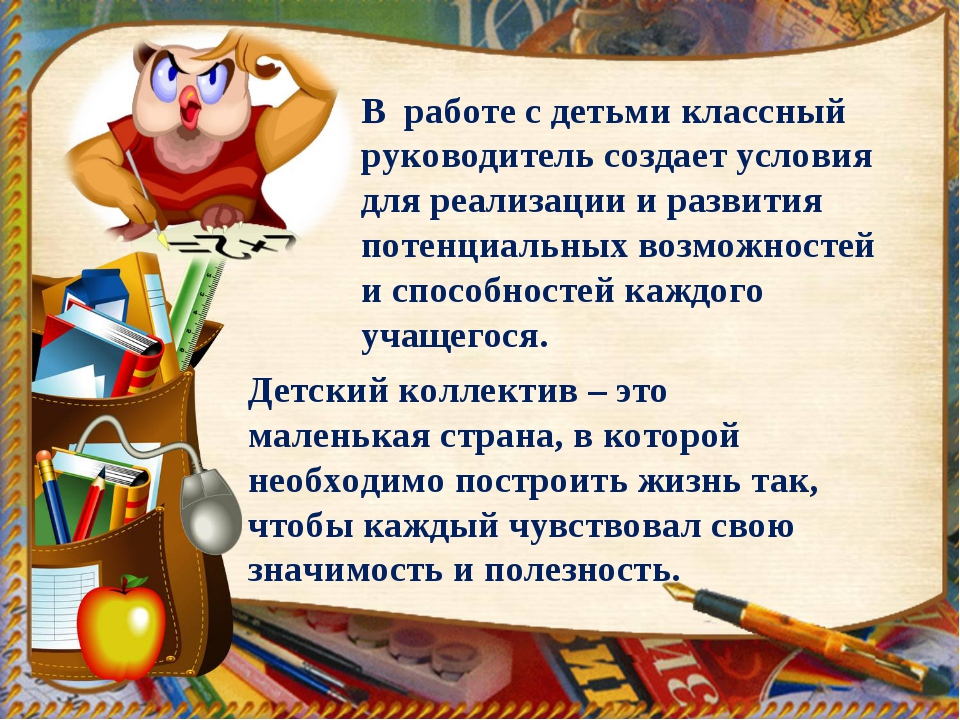 В  работе с детьми классный
руководитель создает условия
для реализации и развития
потенциальных возможностей
и способностей каждого
учащегося.
Детский коллектив – это
маленькая страна, в которой
необходимо построить жизнь так,
чтобы каждый чувствовал свою
значимость и полезность.